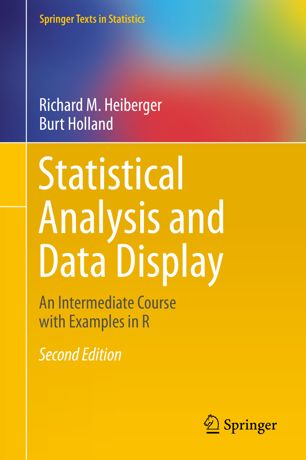 Springer Texts in Statistics
Richard M. Heiberger
Burt Holland
Statistical
Analysis and
Data Display
An Intermediate Course
with Examples in R
Second Edition
Springer